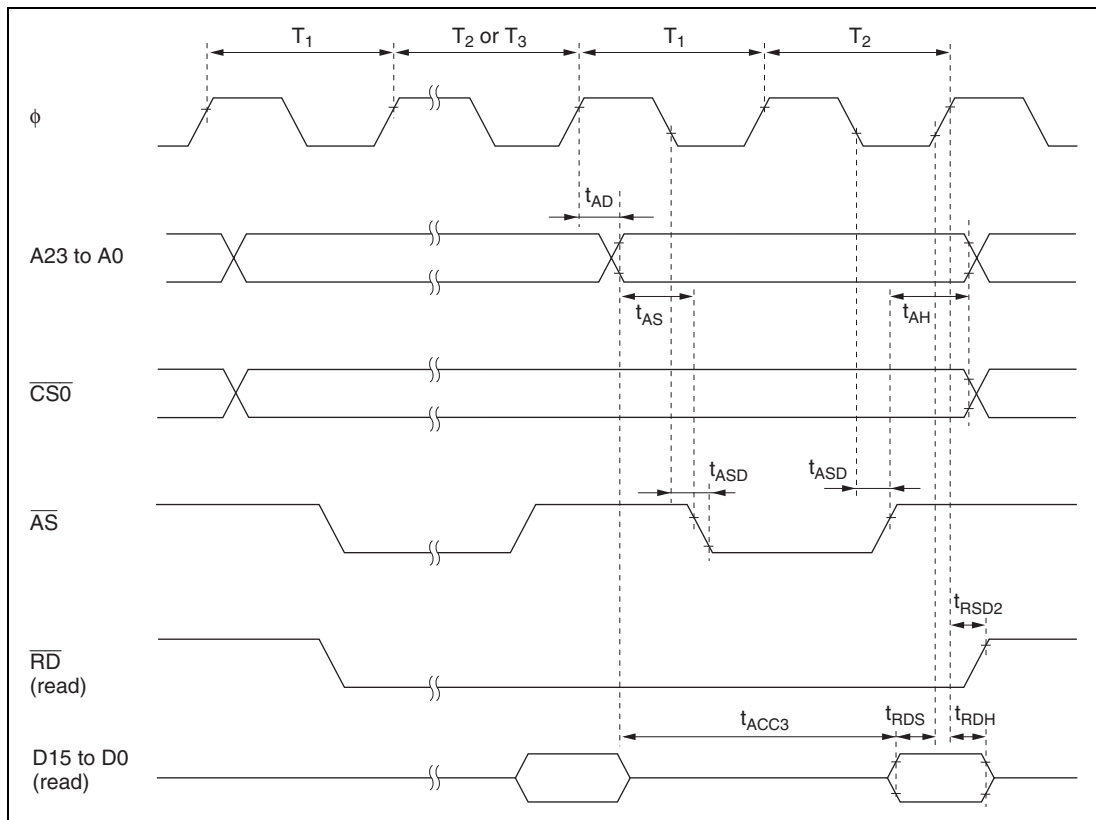 T1 T2 or T3 T1 T2
ϕ
tAD
A23 to A0
tAS tAH
CS0
tASD tASD
AS
tRSD2
RD
(read)
tACC3 tRDS tRDH
D15 to D0
(read)